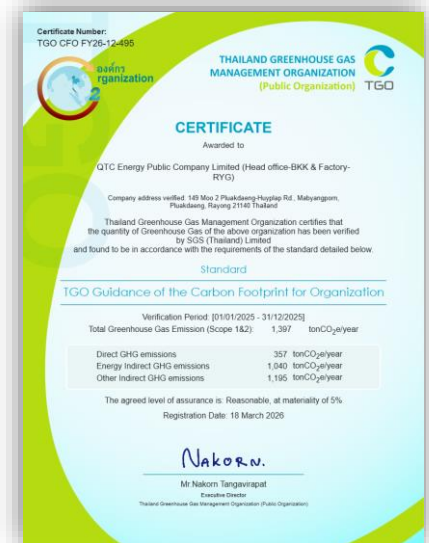 Certificate Number:
TGO CFO FY26-12-495
องค์กร
rganization
2
THAILAND GREENHOUSE GAS
MANAGEMENT ORGANIZATION
(Public Organization)
TGO
CERTIFICATE
Awarded to
QTC Energy Public Company Limited (Head office-BKK & Factory-
RYG)
Company address verified: 149 Moo 2 Pluakdaeng-Huyplap Rd., Mabyangporn,
Pluakdaeng, Rayong 21140 Thailand
Thailand Greenhouse Gas Management Organization certifies that
the quantity of Greenhouse Gas of the above organization has been verified
by SGS (Thailand) Limited
and found to be in accordance with the requirements of the standard detailed below.
Standard
TGO Guidance of the Carbon Footprint for Organization
Verification Period: [01/01/2025 - 31/12/2025]
Total Greenhouse Gas Emission (Scope 1&2): 1,397 tonCO2e/year
Direct GHG emissions 357 tonCO2e/year
Energy Indirect GHG emissions 1,040 tonCO2e/year
Other Indirect GHG emissions 1,195 tonCO2e/year
The agreed level of assurance is: Reasonable, at materiality of 5%
Registration Date: 18 March 2026
NAKORN.
Mr.Nakorn Tangavirapat
Executive Director
Thailand Greenhouse Gas Management Organization (Public Organization)